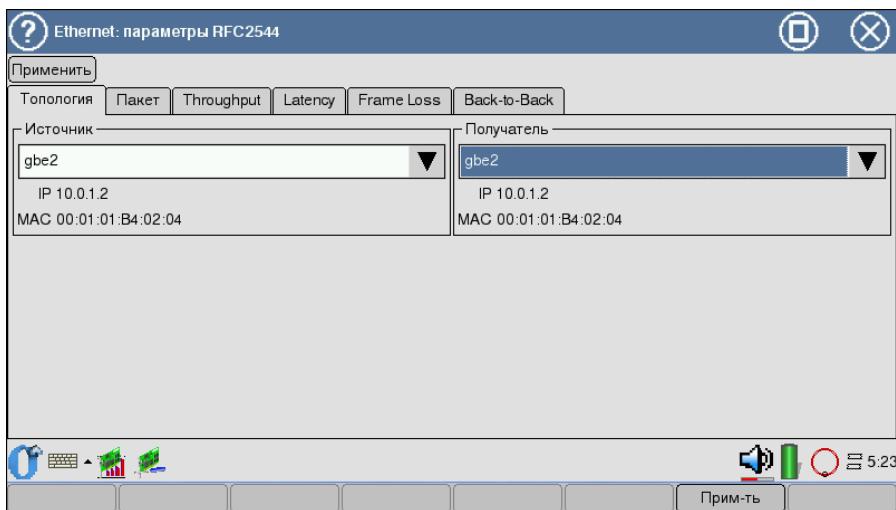 Ethernet: параметры RFC2544
Применить
Топология Пакет Throughput Latency Frame Loss Back-to-Back
Источник Получатель
gbe2 gbe2
IP 10.0.1.2 IP 10.0.1.2
MAC 00:01:01:B4:02:04 MAC 00:01:01:B4:02:04
5:23
Прим-ть